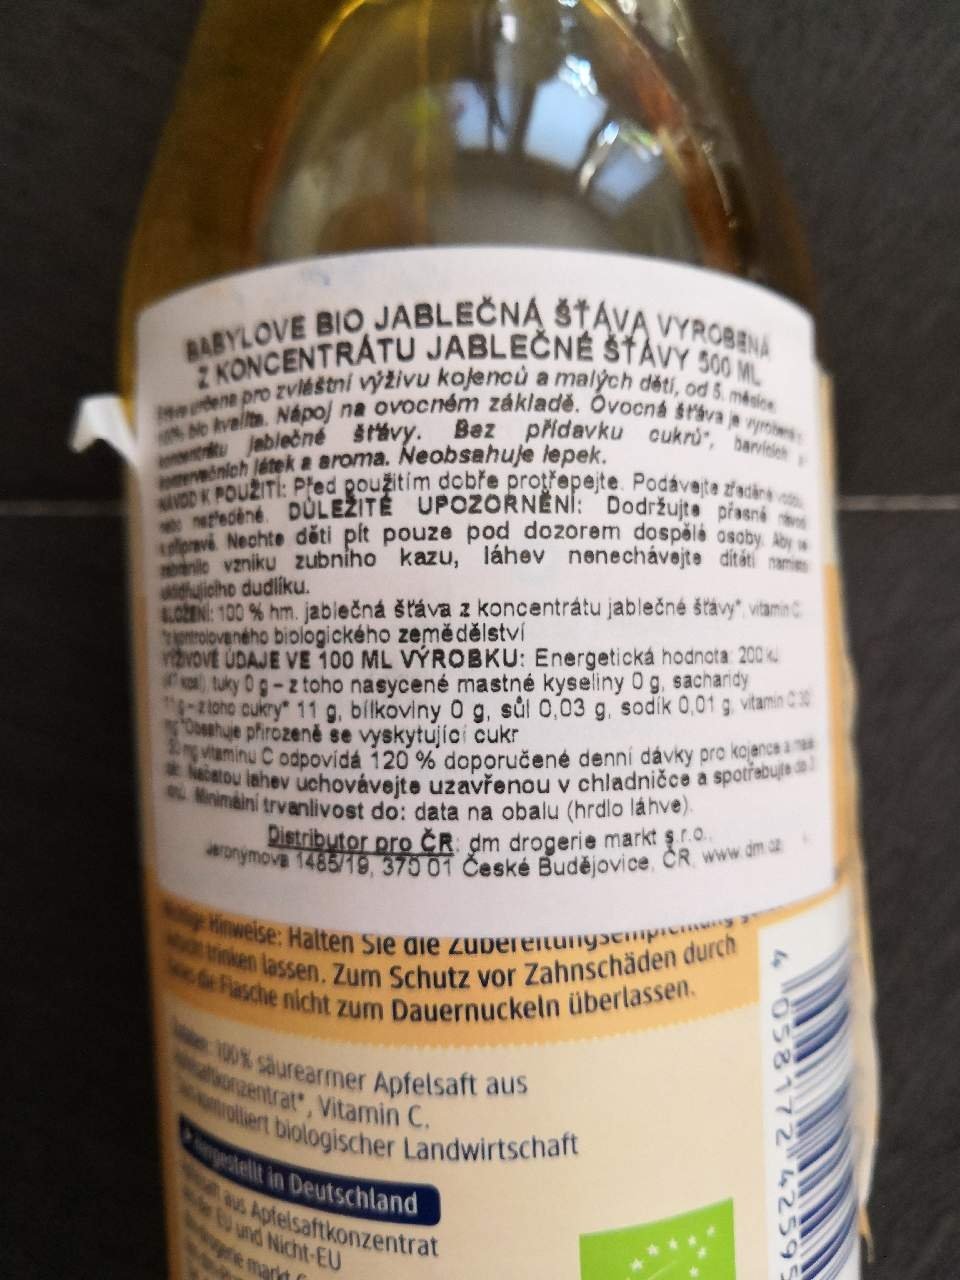 BABYLOVE BIO JABLEČNÁ ŠŤÁVA VYROBENÁ
Z KONCENTRÁTU JABLEČNÉ ŠŤÁVY 500 ML
určena pro zvláštní výživu kojenců a malých dětí, od 5. měsíce
bio kvalita. Nápoj na ovocném základě. Ovocná šťáva je vyrobena z
koncentrátu jablečné šťávy. Bez přídavku cukrů*, barvicích
konzervačních látek a aroma. Neobsahuje lepek.
NÁVOD K POUŽITÍ: Před použitím dobře protřepejte. Podávejte zředěné vodou
nebo neředěné. DŮLEŽITÉ UPOZORNĚNÍ: Dodržujte přesně návod
k přípravě. Nechte děti pít pouze pod dozorem dospělé osoby. Aby se
zabránilo vzniku zubního kazu, láhev nenechávejte dítěti namísto
dudlíku.
SLOŽENÍ: 100 % hm. jablečná šťáva z koncentrátu jablečné šťávy*, vitamin C.
*z kontrolovaného biologického zemědělství
VÝŽIVOVÉ ÚDAJE VE 100 ML VÝROBKU: Energetická hodnota: 200 kJ
(47 kcal), tuky 0 g – z toho nasycené mastné kyseliny 0 g, sacharidy
11 g – z toho cukry* 11 g, bílkoviny 0 g, sůl 0,03 g, sodík 0,01 g, vitamin C 30
mg *Obsahuje přirozeně se vyskytující cukr
30 mg vitaminu C odpovídá 120 % doporučené denní dávky pro kojence a malé
Načatou lahev uchovávejte uzavřenou v chladničce a spotřebujte do
dnů. Minimální trvanlivost do: data na obalu (hrdlo láhve).
Distributor pro ČR: dm drogerie markt s.r.o.,
Jeronýmova 1485/19, 370 01 České Budějovice, ČR, www.dm.cz
Wichtige Hinweise: Halten Sie die Zubereitungsempfehlung
trinken lassen. Zum Schutz vor Zahnschäden durch
die Flasche nicht zum Dauernuckeln überlassen.
100% säurearmer Apfelsaft aus
Apfelsaftkonzentrat*, Vitamin C.
kontrolliert biologischer Landwirtschaft
hergestellt in Deutschland
aus Apfelsaftkonzentrat
EU und Nicht-EU
markt
4 058172 42595